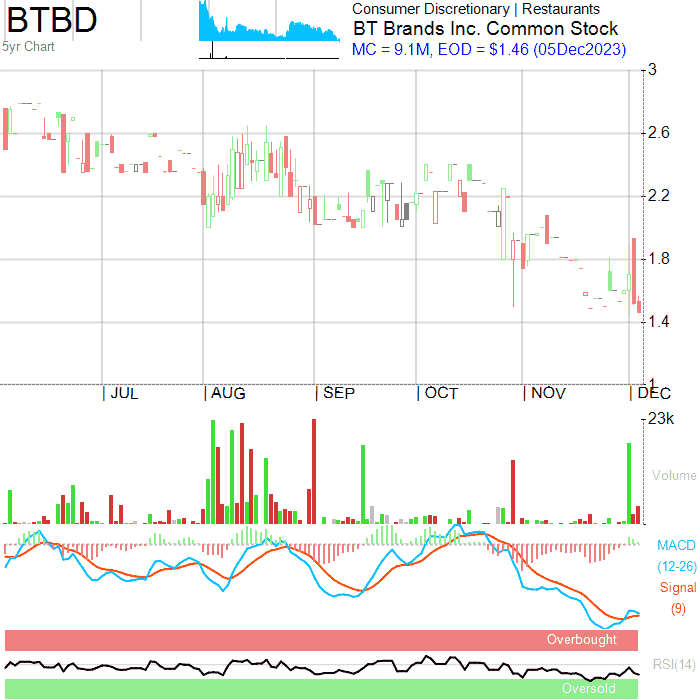 BTBD
5yr Chart
Consumer Discretionary | Restaurants
BT Brands Inc. Common Stock
MC = 9.1M, EOD = $1.46 (05Dec2023)
3
2.6
2.2
1.8
1.4
1
| JUL | AUG | SEP | OCT | NOV | DEC
23k
Volume
MACD
(12-26)
Signal
(9)
Overbought
RSI(14)
Oversold